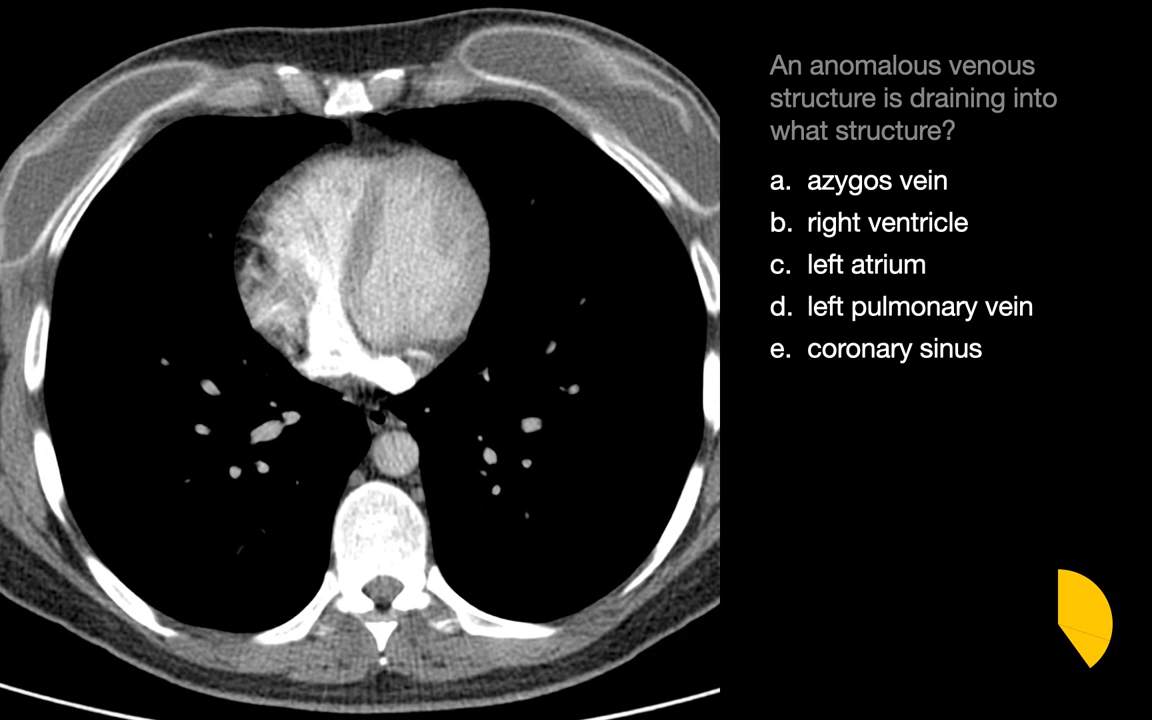 An anomalous venous
structure is draining into
what structure?
a. azygos vein
b. right ventricle
c. left atrium
d. left pulmonary vein
e. coronary sinus